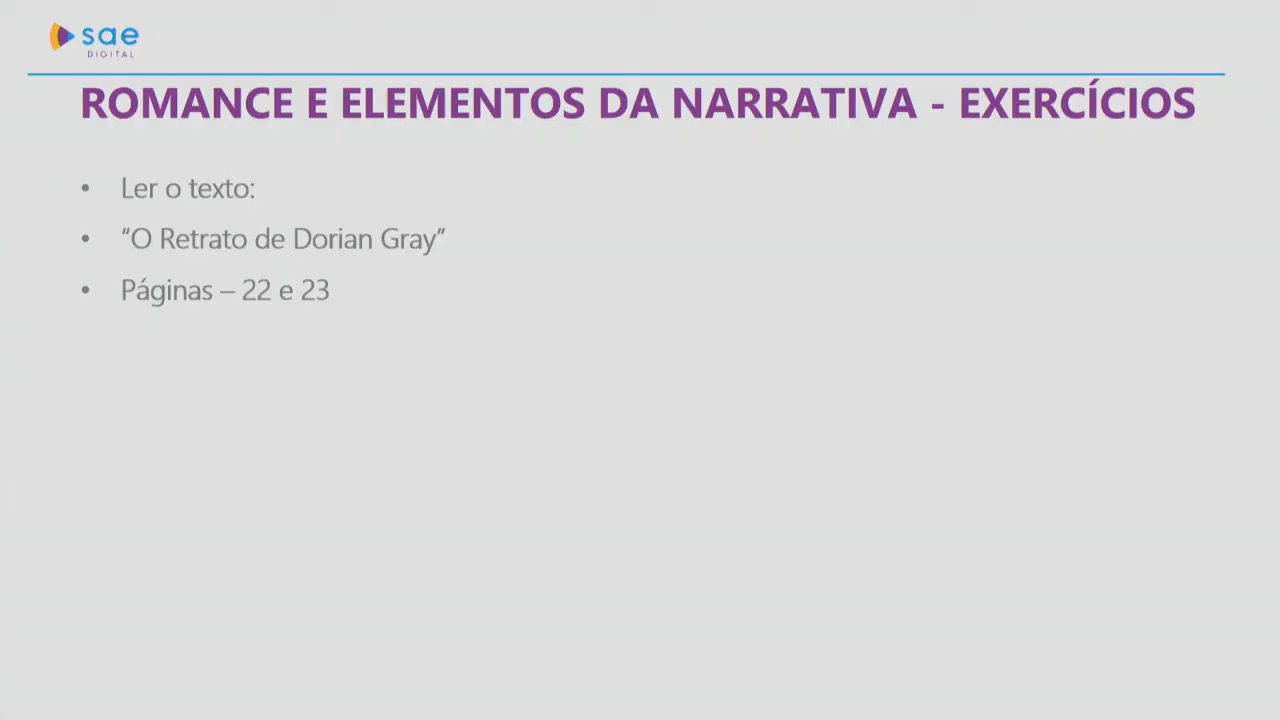 sae
DIGITAL
ROMANCE E ELEMENTOS DA NARRATIVA - EXERCÍCIOS
• Ler o texto:
• “O Retrato de Dorian Gray”
• Páginas – 22 e 23